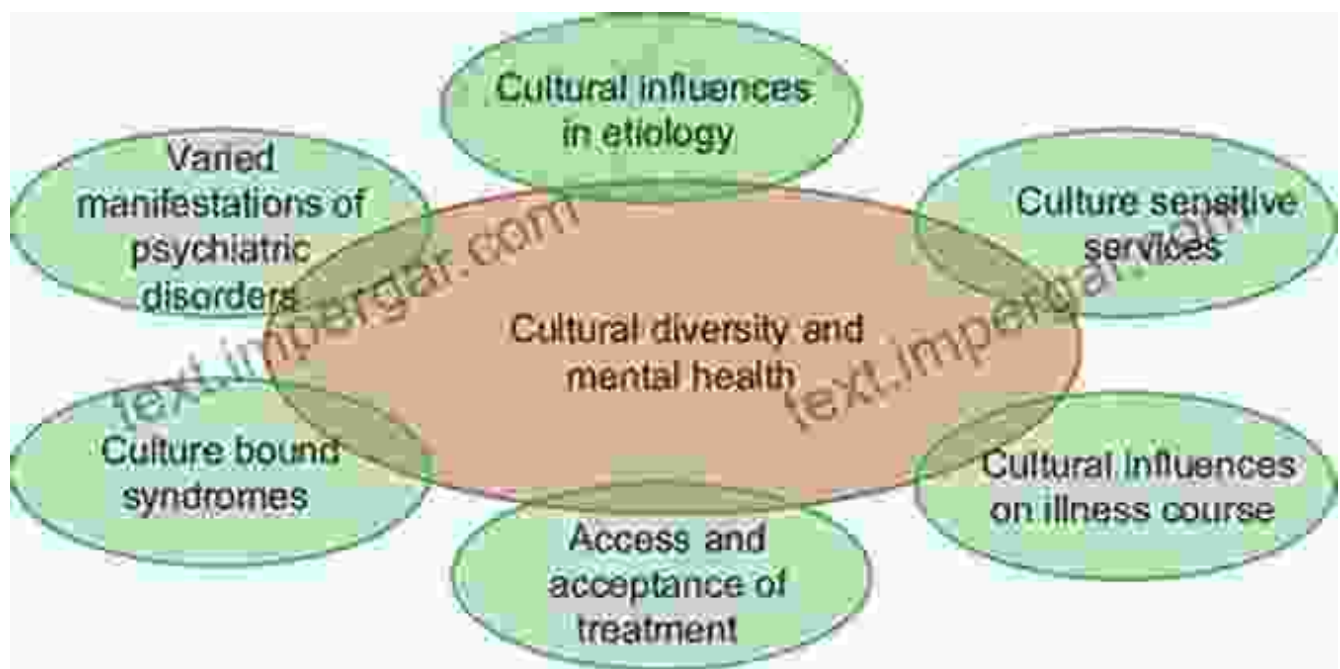 Cultural influences
in etiology
Varied
manifestations of
psychiatric
disorders
Culture sensitive
services
Cultural diversity and
mental health
Culture bound
syndromes
Cultural influences
on illness course
Access and
acceptance of
treatment
text.impergar.com
text.impergar.com